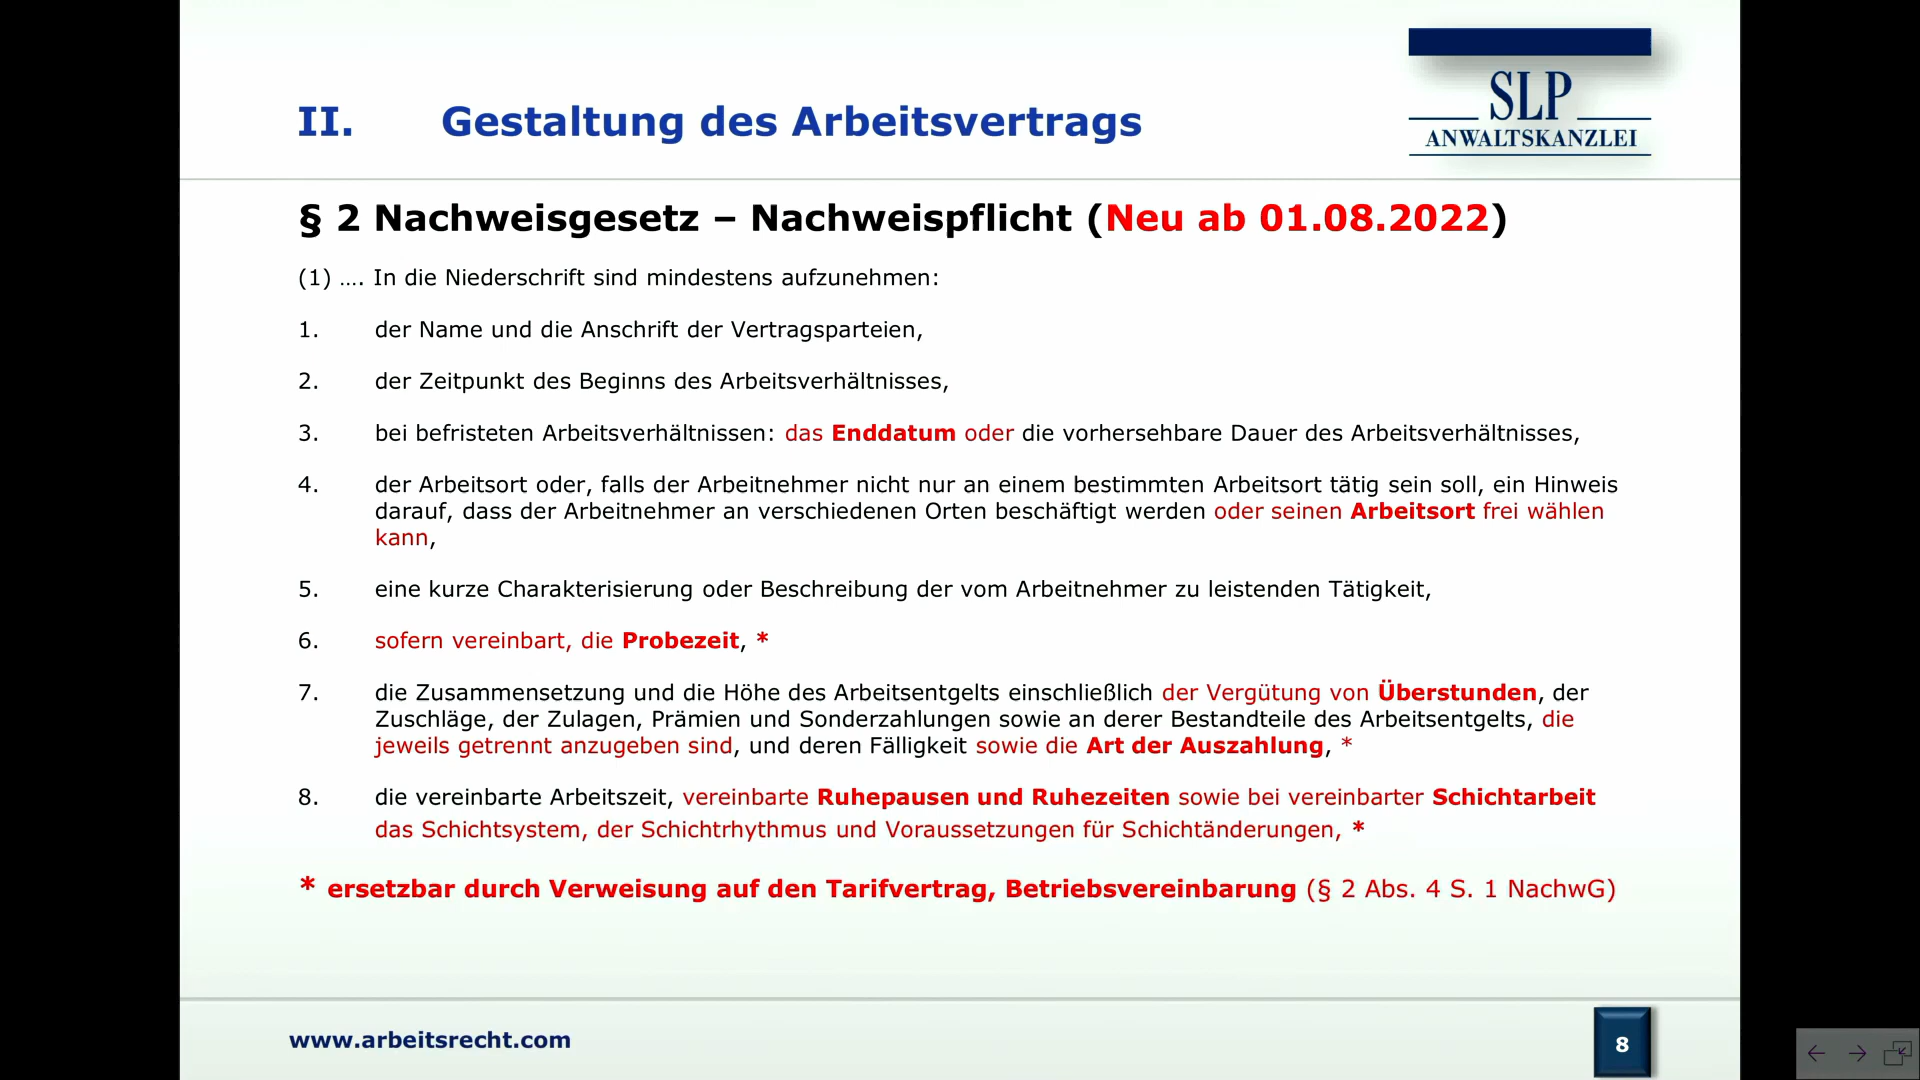 SLP
ANWALTSKANZLEI
II. Gestaltung des Arbeitsvertrags
§ 2 Nachweisgesetz – Nachweispflicht (Neu ab 01.08.2022)
(1) …. In die Niederschrift sind mindestens aufzunehmen:
1. der Name und die Anschrift der Vertragsparteien,
2. der Zeitpunkt des Beginns des Arbeitsverhältnisses,
3. bei befristeten Arbeitsverhältnissen: das Enddatum oder die vorhersehbare Dauer des Arbeitsverhältnisses,
4. der Arbeitsort oder, falls der Arbeitnehmer nicht nur an einem bestimmten Arbeitsort tätig sein soll, ein Hinweis
darauf, dass der Arbeitnehmer an verschiedenen Orten beschäftigt werden oder seinen Arbeitsort frei wählen
kann,
5. eine kurze Charakterisierung oder Beschreibung der vom Arbeitnehmer zu leistenden Tätigkeit,
6. sofern vereinbart, die Probezeit, *
7. die Zusammensetzung und die Höhe des Arbeitsentgelts einschließlich der Vergütung von Überstunden, der
Zuschläge, der Zulagen, Prämien und Sonderzahlungen sowie an derer Bestandteile des Arbeitsentgelts, die
jeweils getrennt anzugeben sind, und deren Fälligkeit sowie die Art der Auszahlung, *
8. die vereinbarte Arbeitszeit, vereinbarte Ruhepausen und Ruhezeiten sowie bei vereinbarter Schichtarbeit
das Schichtsystem, der Schichtrhythmus und Voraussetzungen für Schichtänderungen, *
* ersetzbar durch Verweisung auf den Tarifvertrag, Betriebsvereinbarung (§ 2 Abs. 4 S. 1 NachwG)
www.arbeitsrecht.com
8